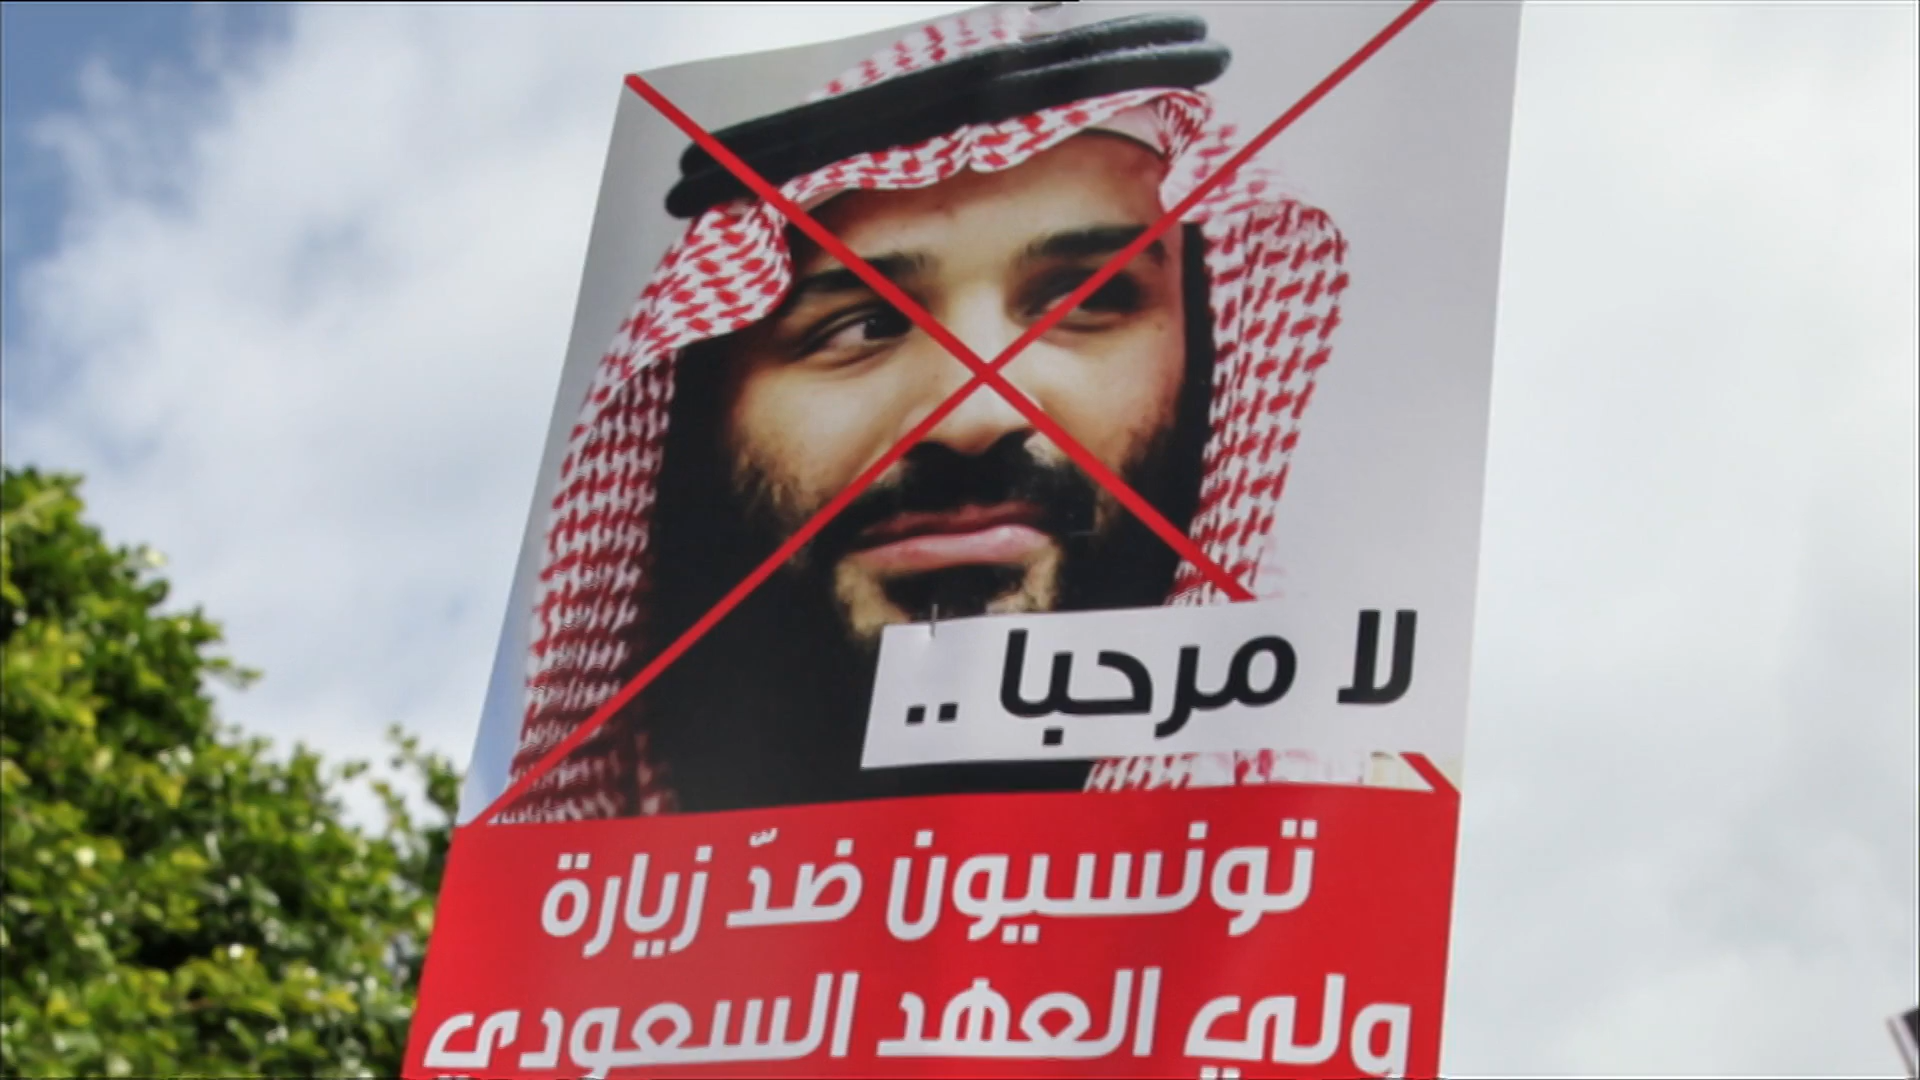 لا مرحبا ..
تونسيون ضدّ زيارة
ولي العهد السعودي